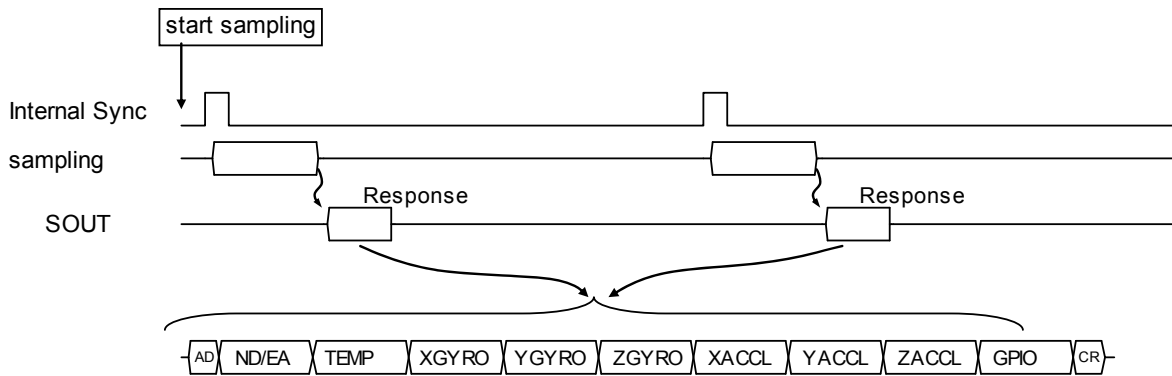 start sampling
Internal Sync
sampling
Response Response
SOUT
AD ND/EA TEMP XGYRO YGYRO ZGYRO XACCL YACCL ZACCL GPIO CR